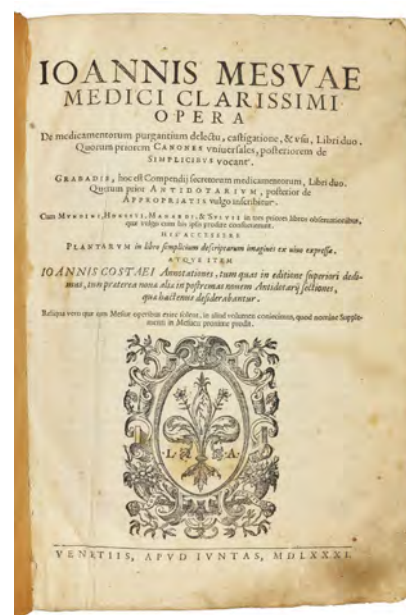 IOANNIS MESVAE
MEDICI CLARISSIMI
OPERA
De medicamentorum purgantium delectu, castigatione, & vsu, Libri duo.
Quorum priorem CANONES vniuersales, posteriorem de
SIMPLICIBVS vocant.
GRABADIN, hoc est Compendij secretorum medicamentorum, Libri duo.
Quorum prior ANTIDOTARIVM, posterior de
APPROPRIATIS vulgo inscribitur.
Cum MVNDINI, HONESTI, MANARDI, & SYLVII in tres priores libros obseruationibus,
quæ vulgo cum his ipsis prodire consueuerunt.
HIS ACCESSERE
PLANTARVM in libro simplicium descriptarum imagines ex uiuo expressæ.
ATQVE ITEM
IOANNIS COSTAEI Annotationes, tum quas in editione superiori dedi-
mus, tum præterea nouæ aliæ in postremas nouem Antidotarij sectiones,
quæ hactenus desiderabantur.
Reliqua vero quæ cum Mesuæ operibus exire solent, in aliud volumen coniecimus, quod nomine Supple-
menti in Mesuem proxime prodit.
L. A.
VENETIIS, APVD IVNTAS, MDLXXXI.